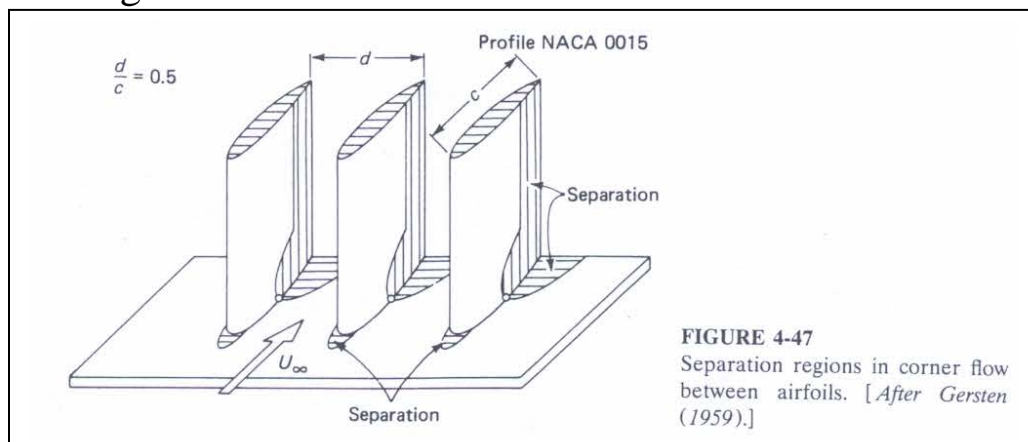 Profile NACA 0015
d
d/c = 0.5
c
Separation
U∞
Separation
FIGURE 4-47
Separation regions in corner flow
between airfoils. [After Gersten
(1959).]